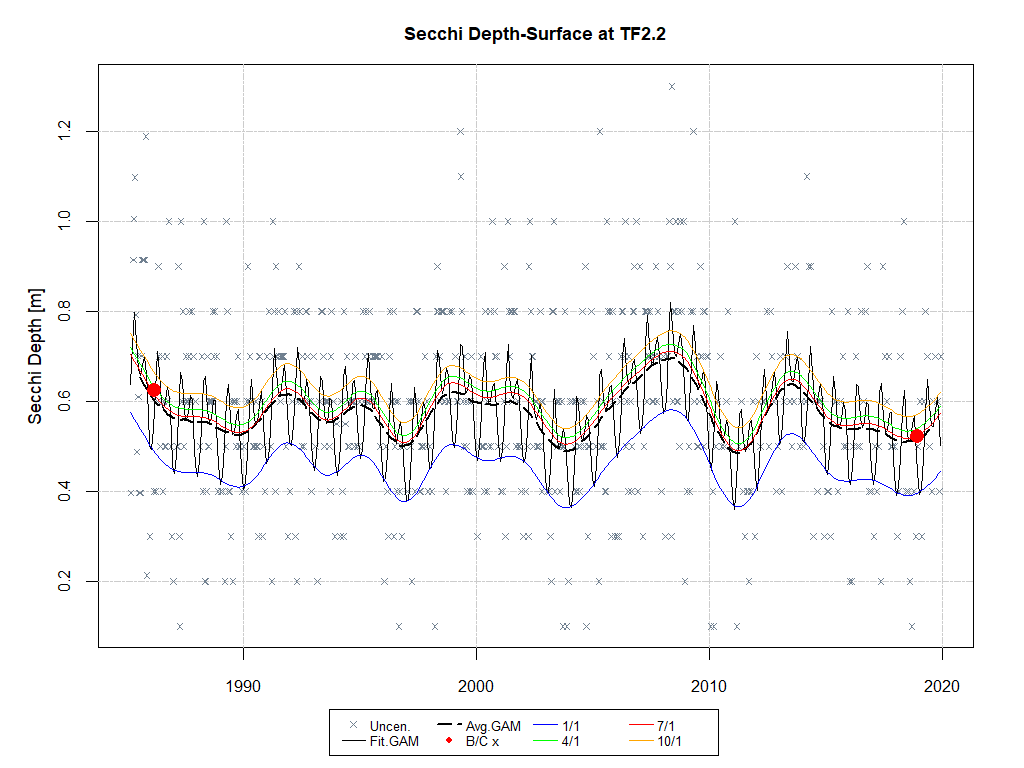 Secchi Depth-Surface at TF2.2
Secchi Depth [m]
1.2
1.0
0.8
0.6
0.4
0.2
1990 2000 2010 2020
Uncen. Avg.GAM 1/1 7/1
Fit.GAM B/C x 4/1 10/1